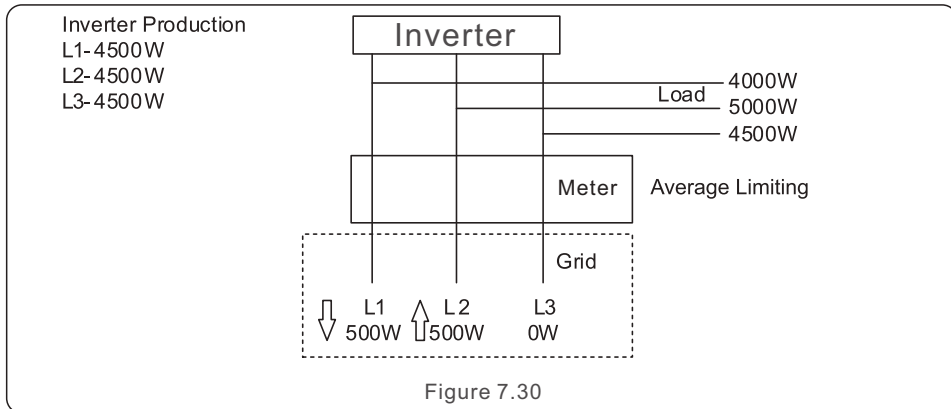 Inverter Production
L1-4500W
L2-4500W
L3-4500W
Inverter
4000W
Load
5000W
4500W
Meter
Average Limiting
Grid
L1 L2 L3
500W 500W 0W
Figure 7.30